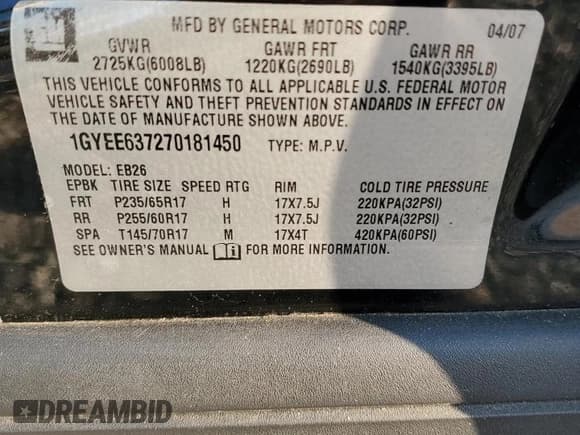 MFD BY GENERAL MOTORS CORP. 04/07
GVWR GAWR FRT GAWR RR
2725KG(6008LB) 1220KG(2690LB) 1540KG(3395LB)
THIS VEHICLE CONFORMS TO ALL APPLICABLE U.S. FEDERAL MOTOR
VEHICLE SAFETY AND THEFT PREVENTION STANDARDS IN EFFECT ON
THE DATE OF MANUFACTURE SHOWN ABOVE.
1GYEE637270181450 TYPE: M.P.V.
MODEL: EB26
EPBK TIRE SIZE SPEED RTG RIM COLD TIRE PRESSURE
FRT P235/65R17 H 17X7.5J 220KPA(32PSI)
RR P255/60R17 H 17X7.5J 220KPA(32PSI)
SPA T145/70R17 M 17X4T 420KPA(60PSI)
SEE OWNER'S MANUAL FOR MORE INFORMATION.
DREAMBID